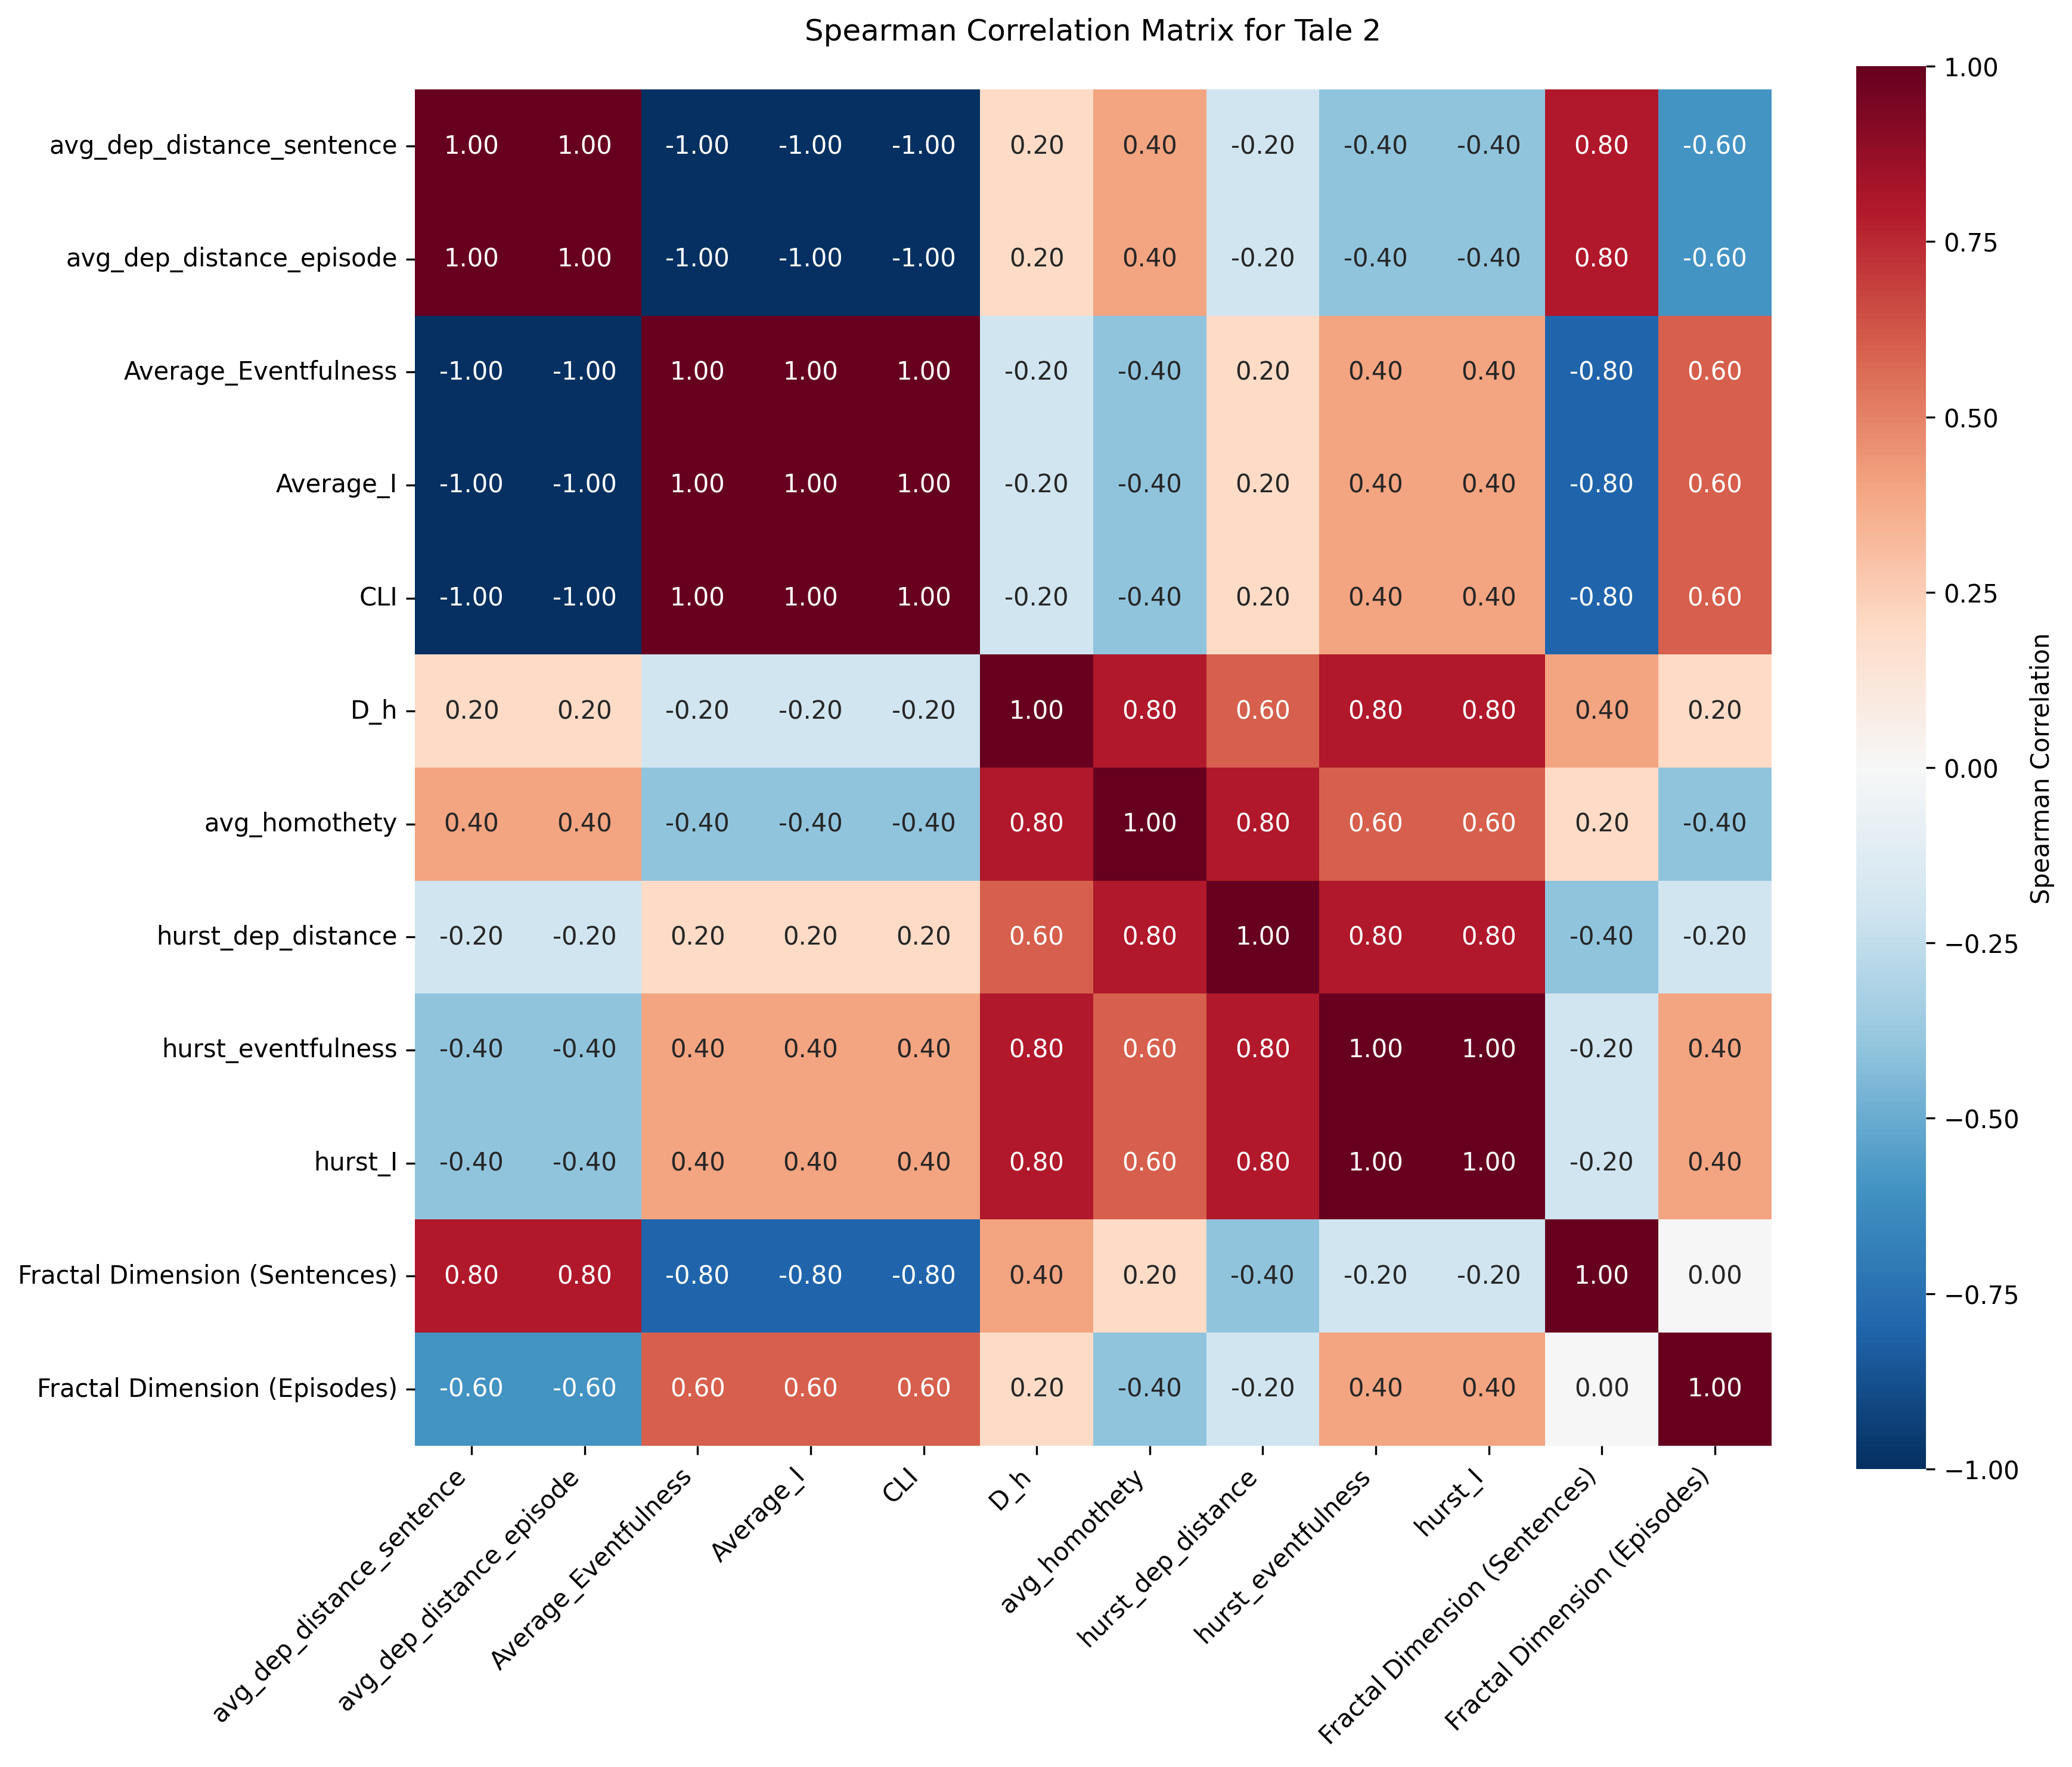 Spearman Correlation Matrix for Tale 2
avg_dep_distance_sentence 1.00 1.00 -1.00 -1.00 -1.00 0.20 0.40 -0.20 -0.40 -0.40 0.80 -0.60
avg_dep_distance_episode 1.00 1.00 -1.00 -1.00 -1.00 0.20 0.40 -0.20 -0.40 -0.40 0.80 -0.60
Average_Eventfulness -1.00 -1.00 1.00 1.00 1.00 -0.20 -0.40 0.20 0.40 0.40 -0.80 0.60
Average_I -1.00 -1.00 1.00 1.00 1.00 -0.20 -0.40 0.20 0.40 0.40 -0.80 0.60
CLI -1.00 -1.00 1.00 1.00 1.00 -0.20 -0.40 0.20 0.40 0.40 -0.80 0.60
D_h 0.20 0.20 -0.20 -0.20 -0.20 1.00 0.80 0.60 0.80 0.80 0.40 0.20
avg_homothety 0.40 0.40 -0.40 -0.40 -0.40 0.80 1.00 0.80 0.60 0.60 0.20 -0.40
hurst_dep_distance -0.20 -0.20 0.20 0.20 0.20 0.60 0.80 1.00 0.80 0.80 -0.40 -0.20
hurst_eventfulness -0.40 -0.40 0.40 0.40 0.40 0.80 0.60 0.80 1.00 1.00 -0.20 0.40
hurst_I -0.40 -0.40 0.40 0.40 0.40 0.80 0.60 0.80 1.00 1.00 -0.20 0.40
Fractal Dimension (Sentences) 0.80 0.80 -0.80 -0.80 -0.80 0.40 0.20 -0.40 -0.20 -0.20 1.00 0.00
Fractal Dimension (Episodes) -0.60 -0.60 0.60 0.60 0.60 0.20 -0.40 -0.20 0.40 0.40 0.00 1.00
avg_dep_distance_sentence
avg_dep_distance_episode
Average_Eventfulness
Average_I
CLI
D_h
avg_homothety
hurst_dep_distance
hurst_eventfulness
hurst_I
Fractal Dimension (Sentences)
Fractal Dimension (Episodes)
1.00
0.75
0.50
0.25
0.00
−0.25
−0.50
−0.75
−1.00
Spearman Correlation